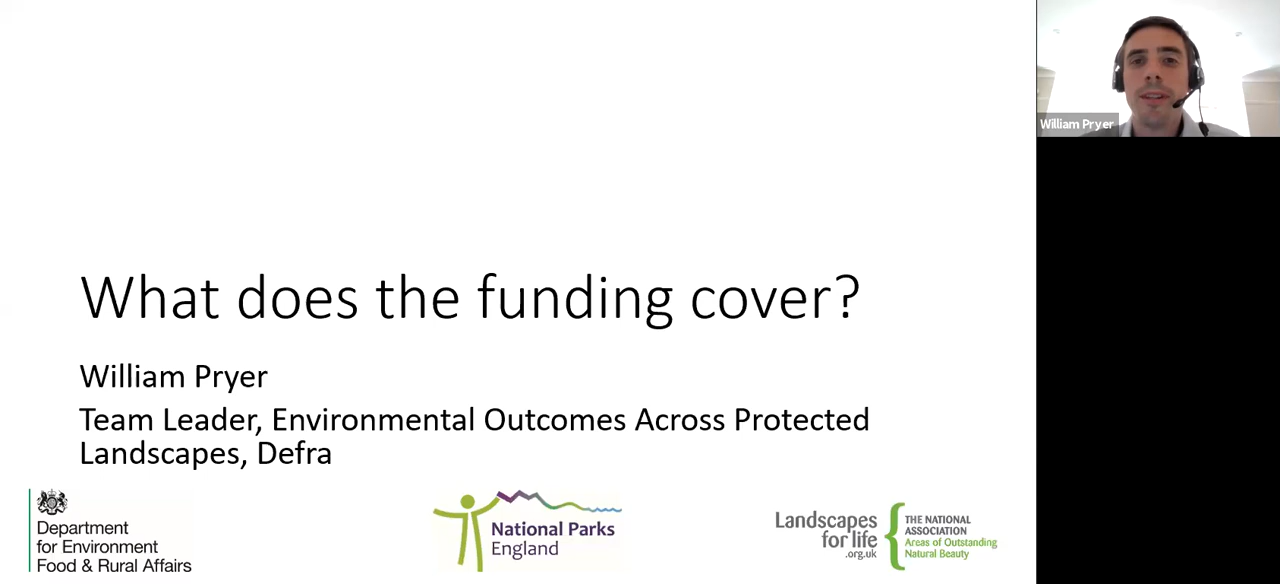 William Pryer
What does the funding cover?
William Pryer
Team Leader, Environmental Outcomes Across Protected
Landscapes, Defra
Department
for Environment
Food & Rural Affairs
National Parks
England
Landscapes
for life
.org.uk
THE NATIONAL
ASSOCIATION
Areas of Outstanding
Natural Beauty